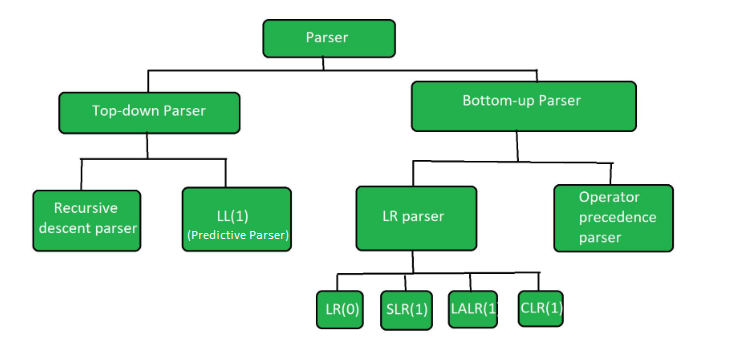 Parser
Top-down Parser
Bottom-up Parser
Recursive
descent parser
LL(1)
(Predictive Parser)
LR parser
Operator
precedence
parser
LR(0)
SLR(1)
LALR(1)
CLR(1)